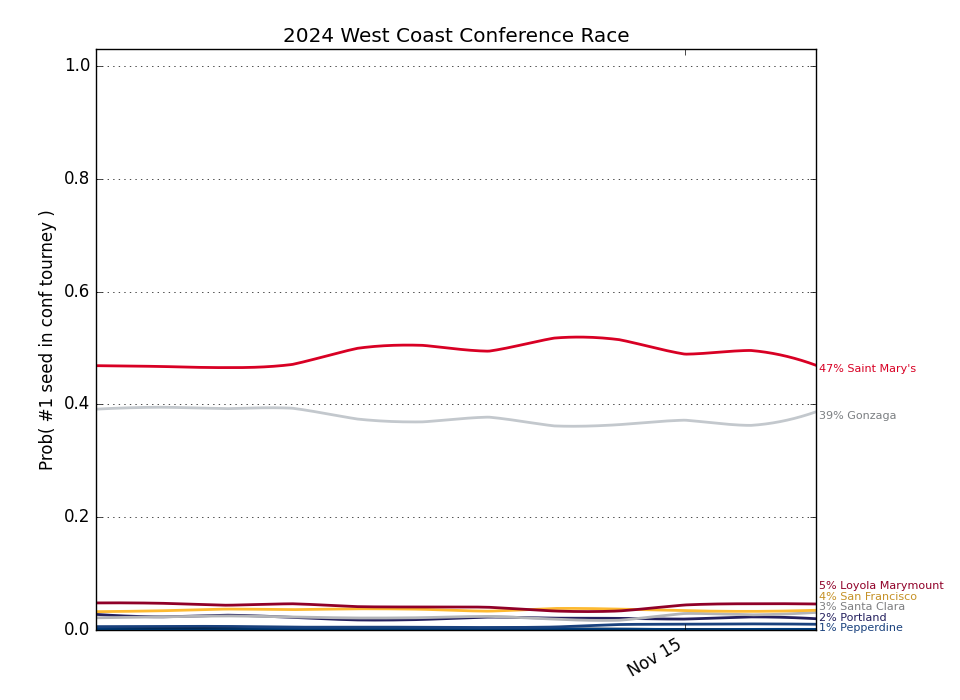 2024 West Coast Conference Race
Prob( #1 seed in conf tourney )
1.0
0.8
0.6
0.4
0.2
0.0
Nov 15
47% Saint Mary's
39% Gonzaga
5% Loyola Marymount
4% San Francisco
3% Santa Clara
2% Portland
1% Pepperdine